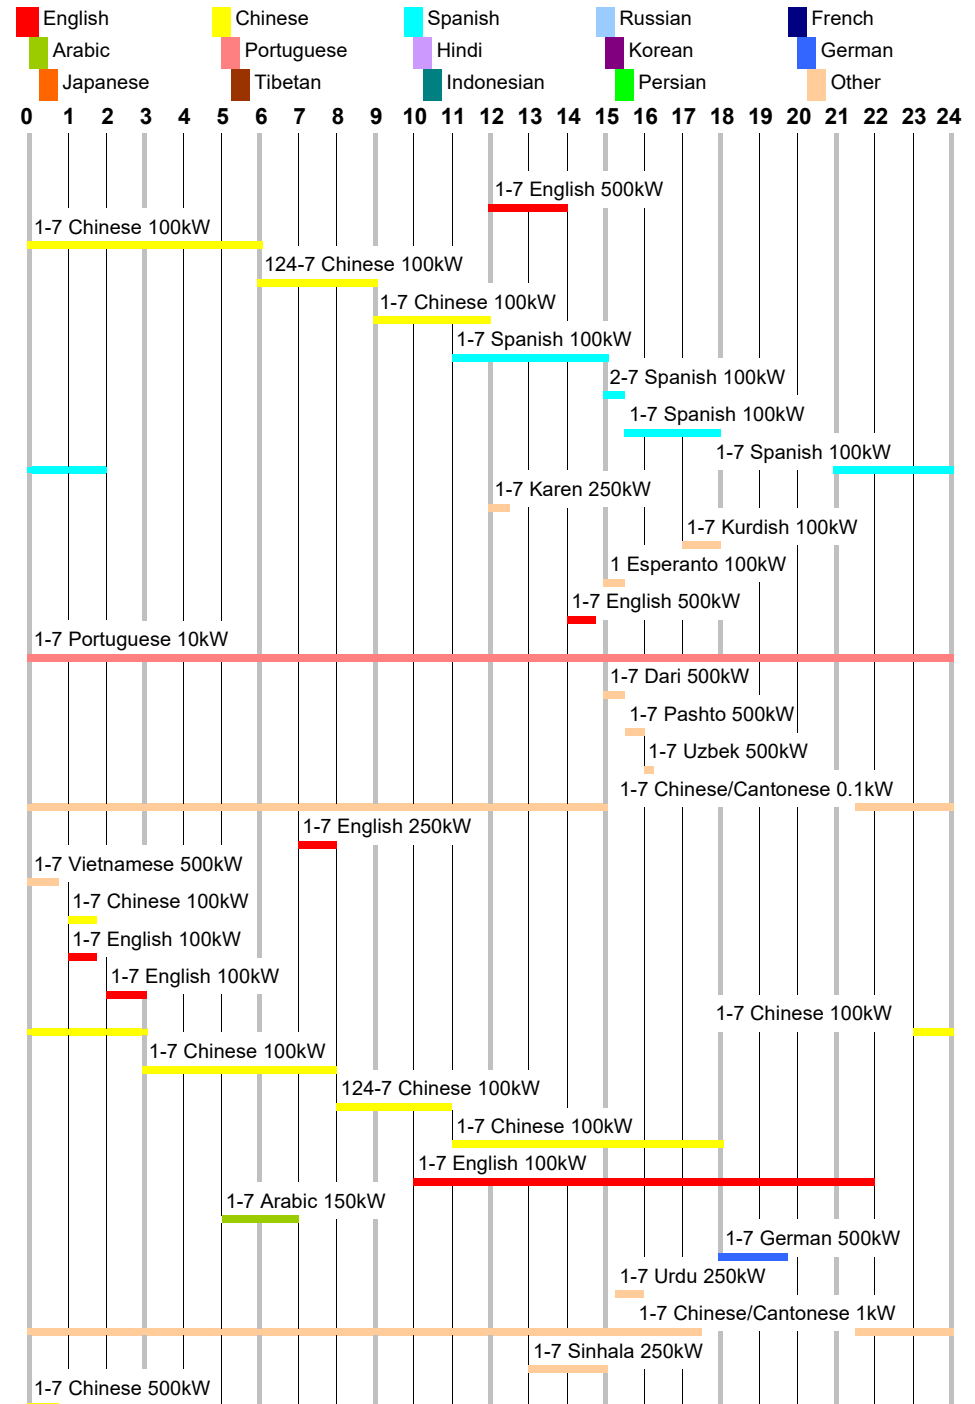 English Chinese Spanish Russian French
Arabic Portuguese Hindi Korean German
Japanese Tibetan Indonesian Persian Other
0 1 2 3 4 5 6 7 8 9 10 11 12 13 14 15 16 17 18 19 20 21 22 23 24
1-7 English 500kW
1-7 Chinese 100kW
124-7 Chinese 100kW
1-7 Chinese 100kW
1-7 Spanish 100kW
2-7 Spanish 100kW
1-7 Spanish 100kW
1-7 Spanish 100kW
1-7 Karen 250kW
1-7 Kurdish 100kW
1 Esperanto 100kW
1-7 English 500kW
1-7 Portuguese 10kW
1-7 Dari 500kW
1-7 Pashto 500kW
1-7 Uzbek 500kW
1-7 Chinese/Cantonese 0.1kW
1-7 English 250kW
1-7 Vietnamese 500kW
1-7 Chinese 100kW
1-7 English 100kW
1-7 English 100kW
1-7 Chinese 100kW
1-7 Chinese 100kW
124-7 Chinese 100kW
1-7 Chinese 100kW
1-7 English 100kW
1-7 Arabic 150kW
1-7 German 500kW
1-7 Urdu 250kW
1-7 Chinese/Cantonese 1kW
1-7 Sinhala 250kW
1-7 Chinese 500kW